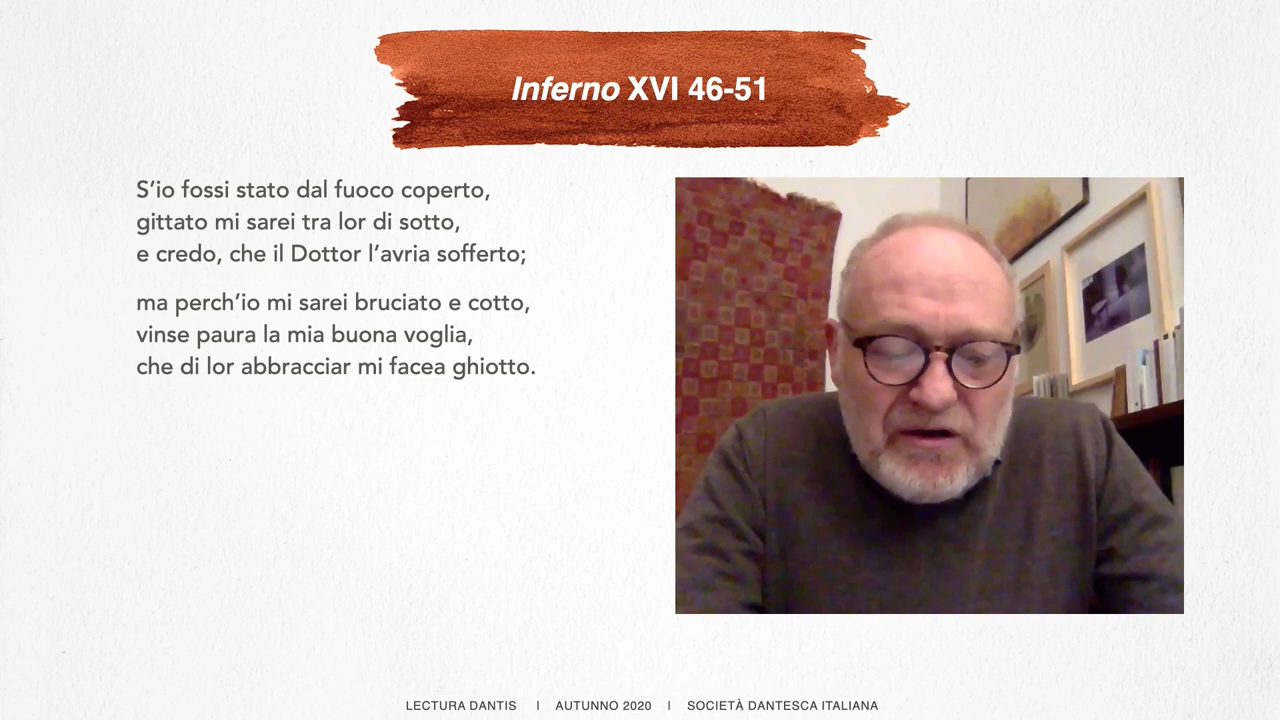 Inferno XVI 46-51
S’io fossi stato dal fuoco coperto,
gittato mi sarei tra lor di sotto,
e credo, che il Dottor l’avria sofferto;
ma perch’io mi sarei bruciato e cotto,
vinse paura la mia buona voglia,
che di lor abbracciar mi facea ghiotto.
LECTURA DANTIS | AUTUNNO 2020 | SOCIETÀ DANTESCA ITALIANA